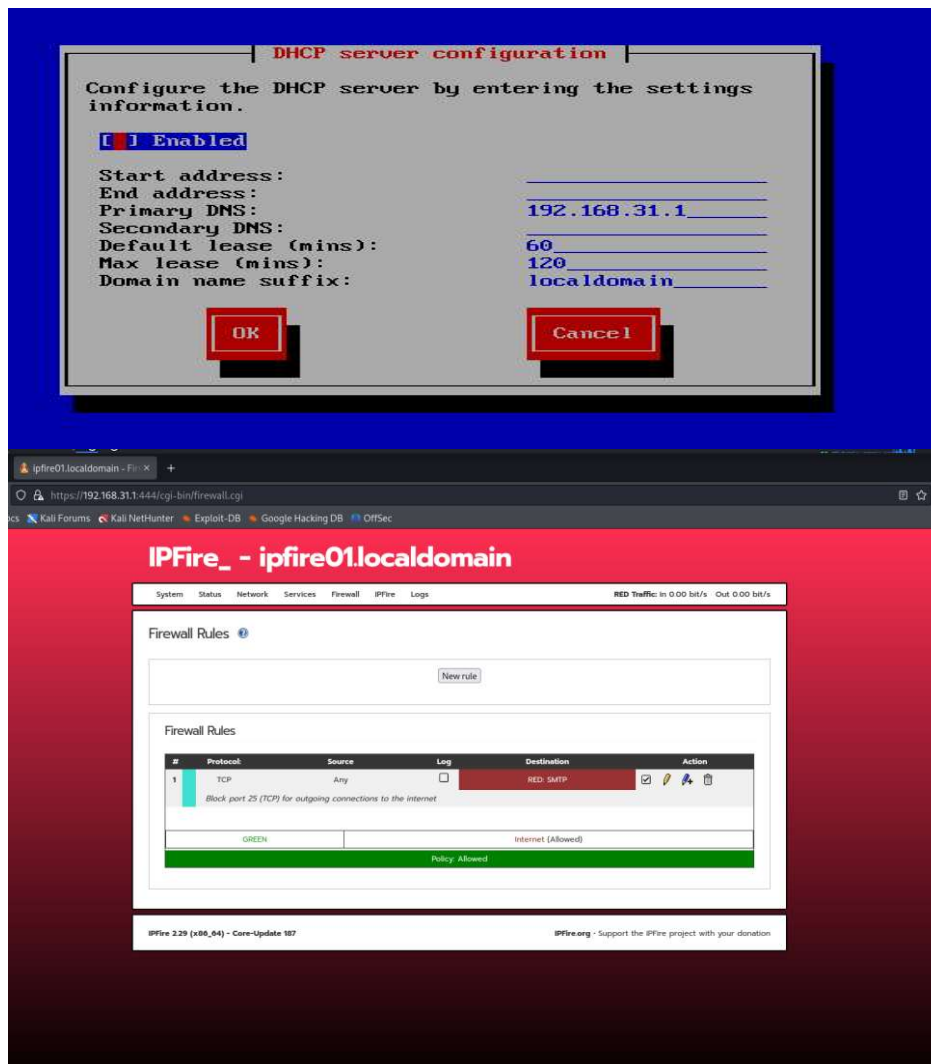 DHCP server configuration
Configure the DHCP server by entering the settings
information.
[ ] Enabled
Start address:
End address:
Primary DNS: 192.168.31.1
Secondary DNS:
Default lease (mins): 60
Max lease (mins): 120
Domain name suffix: localdomain
OK Cancel
ipfire01.localdomain - Fir × +
https://192.168.31.1:444/cgi-bin/firewall.cgi
ocs Kali Forums Kali NetHunter Exploit-DB Google Hacking DB OffSec
IPFire_ - ipfire01.localdomain
System Status Network Services Firewall IPFire Logs RED Traffic: In 0.00 bit/s Out 0.00 bit/s
Firewall Rules
New rule
Firewall Rules
# Protocol: Source Log Destination Action
1 TCP Any RED: SMTP
Block port 25 (TCP) for outgoing connections to the internet
GREEN Internet (Allowed)
Policy: Allowed
IPFire 2.29 (x86_64) - Core-Update 187 IPFire.org - Support the IPFire project with your donation